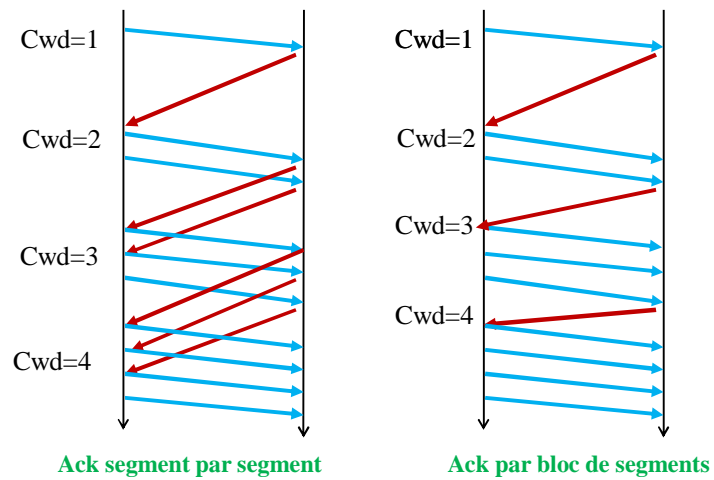 Cwd=1
Cwd=2
Cwd=3
Cwd=4
Ack segment par segment
Cwd=1
Cwd=2
Cwd=3
Cwd=4
Ack par bloc de segments